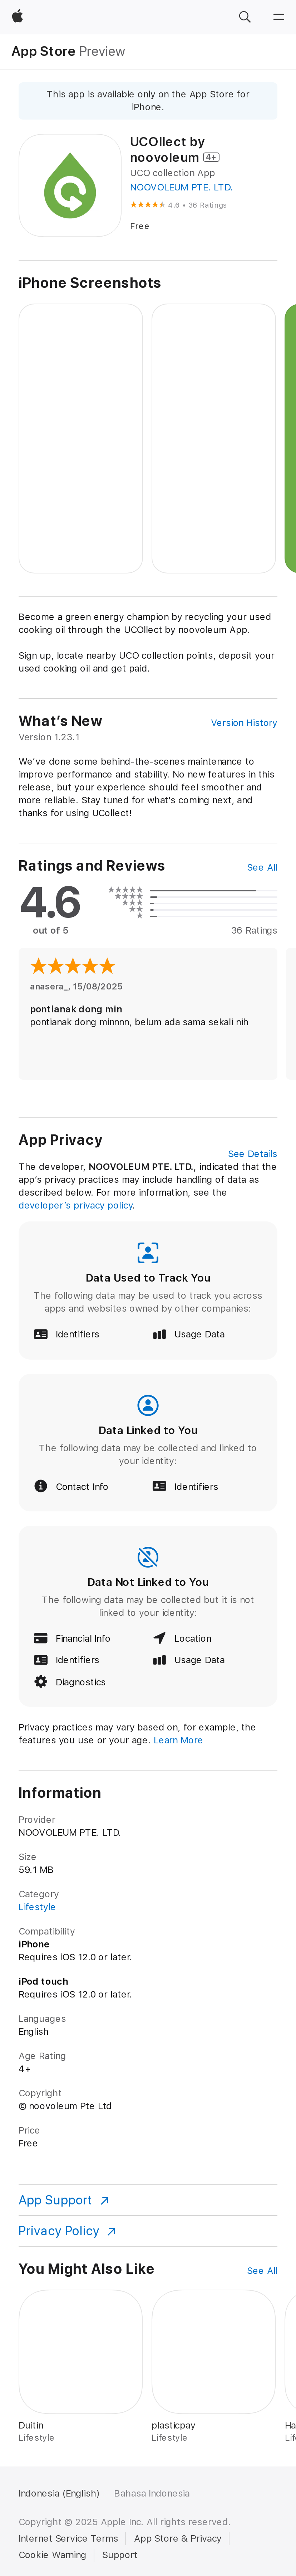 App Store Preview
This app is available only on the App Store for
iPhone.
UCOllect by
noovoleum 4+
UCO collection App
NOOVOLEUM PTE. LTD.
4.6 • 36 Ratings
Free
iPhone Screenshots
Become a green energy champion by recycling your used
cooking oil through the UCOllect by noovoleum App.
Sign up, locate nearby UCO collection points, deposit your
used cooking oil and get paid.
What's New
Version History
Version 1.23.1
We've done some behind-the-scenes maintenance to
improve performance and stability. No new features in this
release, but your experience should feel smoother and
more reliable. Stay tuned for what's coming next, and
thanks for using UCollect!
Ratings and Reviews
See All
4.6
out of 5
36 Ratings
anasera_, 15/08/2025
pontianak dong min
pontianak dong minnnn, belum ada sama sekali nih
App Privacy
See Details
The developer, NOOVOLEUM PTE. LTD., indicated that the
app's privacy practices may include handling of data as
described below. For more information, see the
developer's privacy policy.
Data Used to Track You
The following data may be used to track you across
apps and websites owned by other companies:
Identifiers
Usage Data
Data Linked to You
The following data may be collected and linked to
your identity:
Contact Info
Identifiers
Data Not Linked to You
The following data may be collected but it is not
linked to your identity:
Financial Info
Location
Identifiers
Usage Data
Diagnostics
Privacy practices may vary based on, for example, the
features you use or your age. Learn More
Information
Provider
NOOVOLEUM PTE. LTD.
Size
59.1 MB
Category
Lifestyle
Compatibility
iPhone
Requires iOS 12.0 or later.
iPod touch
Requires iOS 12.0 or later.
Languages
English
Age Rating
4+
Copyright
© noovoleum Pte Ltd
Price
Free
App Support
Privacy Policy
You Might Also Like
See All
Duitin
Lifestyle
plasticpay
Lifestyle
Ha
Life
Indonesia (English)
Bahasa Indonesia
Copyright © 2025 Apple Inc. All rights reserved.
Internet Service Terms
App Store & Privacy
Cookie Warning
Support